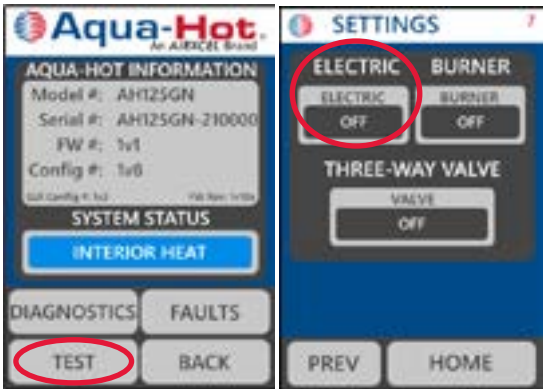 Aqua-Hot.
An AIRXCEL Brand
AQUA-HOT INFORMATION
Model #: AH125GN
Serial #: AH125GN-210000
FW #: 1v1
Config #: 1v0
SYSTEM STATUS
INTERIOR HEAT
DIAGNOSTICS
FAULTS
TEST
BACK
SETTINGS
7
ELECTRIC BURNER
ELECTRIC BURNER
OFF OFF
THREE-WAY VALVE
VALVE
OFF
PREV
HOME